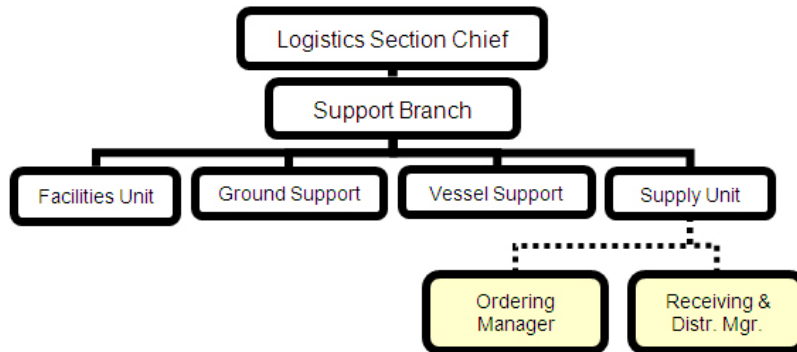 Logistics Section Chief
Support Branch
Facilities Unit
Ground Support
Vessel Support
Supply Unit
Ordering
Manager
Receiving &
Distr. Mgr.